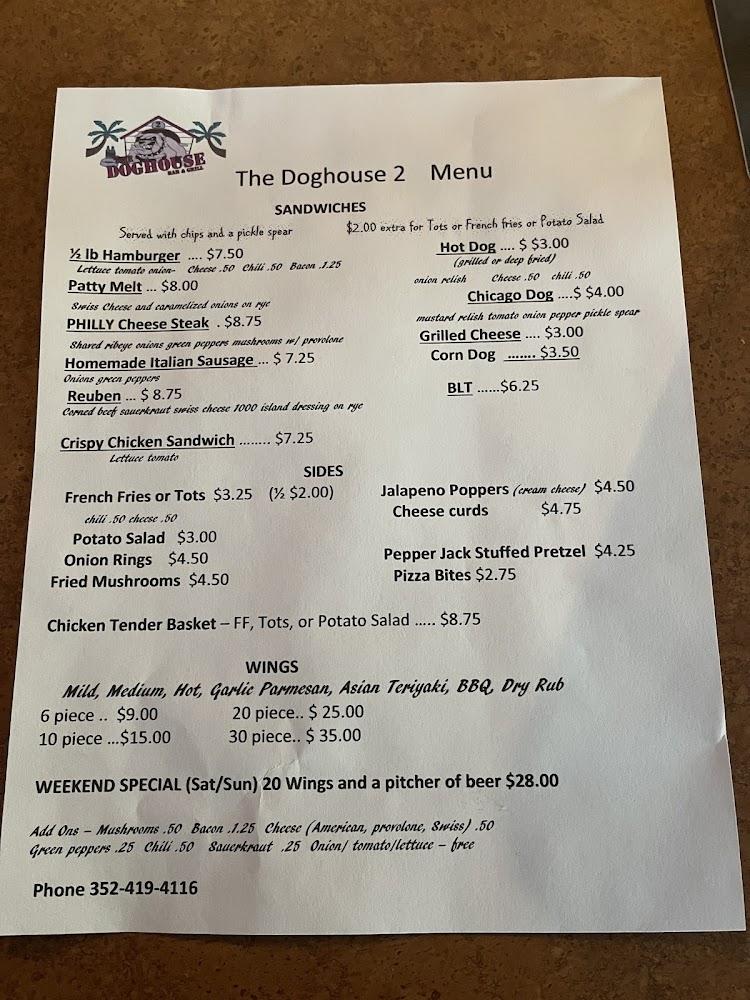 2
DOGHOUSE
BAR & GRILL
The Doghouse 2 Menu
SANDWICHES
Served with chips and a pickle spear
$2.00 extra for Tots or French fries or Potato Salad
½ lb Hamburger .... $7.50
Lettuce tomato onion- Cheese .50 Chili .50 Bacon .1.25
Patty Melt ... $8.00
Swiss Cheese and caramelized onions on rye
PHILLY Cheese Steak . $8.75
Shared ribeye onions green peppers mushrooms w/ provolone
Homemade Italian Sausage ... $ 7.25
Onions green peppers
Reuben ... $ 8.75
Corned beef sauerkraut swiss cheese 1000 island dressing on rye
Crispy Chicken Sandwich ........ $7.25
Lettuce tomato
Hot Dog .... $ $3.00
(grilled or deep fried)
onion relish Cheese .50 chili .50
Chicago Dog ....$ $4.00
mustard relish tomato onion pepper pickle spear
Grilled Cheese .... $3.00
Corn Dog ....... $3.50
BLT ......$6.25
SIDES
French Fries or Tots $3.25 (½ $2.00)
chili .50 cheese .50
Potato Salad $3.00
Onion Rings $4.50
Fried Mushrooms $4.50
Jalapeno Poppers (cream cheese) $4.50
Cheese curds $4.75
Pepper Jack Stuffed Pretzel $4.25
Pizza Bites $2.75
Chicken Tender Basket – FF, Tots, or Potato Salad ..... $8.75
WINGS
Mild, Medium, Hot, Garlic Parmesan, Asian Teriyaki, BBQ, Dry Rub
6 piece .. $9.00 20 piece.. $ 25.00
10 piece ...$15.00 30 piece.. $ 35.00
WEEKEND SPECIAL (Sat/Sun) 20 Wings and a pitcher of beer $28.00
Add Ons – Mushrooms .50 Bacon .1.25 Cheese (American, provolone, Swiss) .50
Green peppers .25 Chili .50 Sauerkraut .25 Onion/ tomato/lettuce – free
Phone 352-419-4116